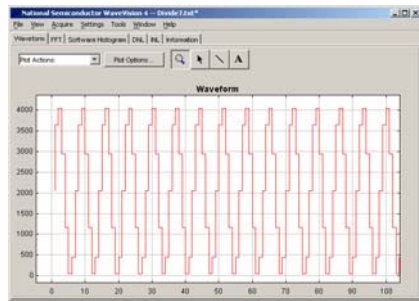 National Semiconductor WaveVision 4 -- Divide7.txt*
File View Acquire Settings Tools Window Help
Waveform FFT Software Histogram DNL INL Information
Plot Actions Plot Options... A
Waveform
4000
3500
3000
2500
2000
1500
1000
500
0
0 10 20 30 40 50 60 70 80 90 100